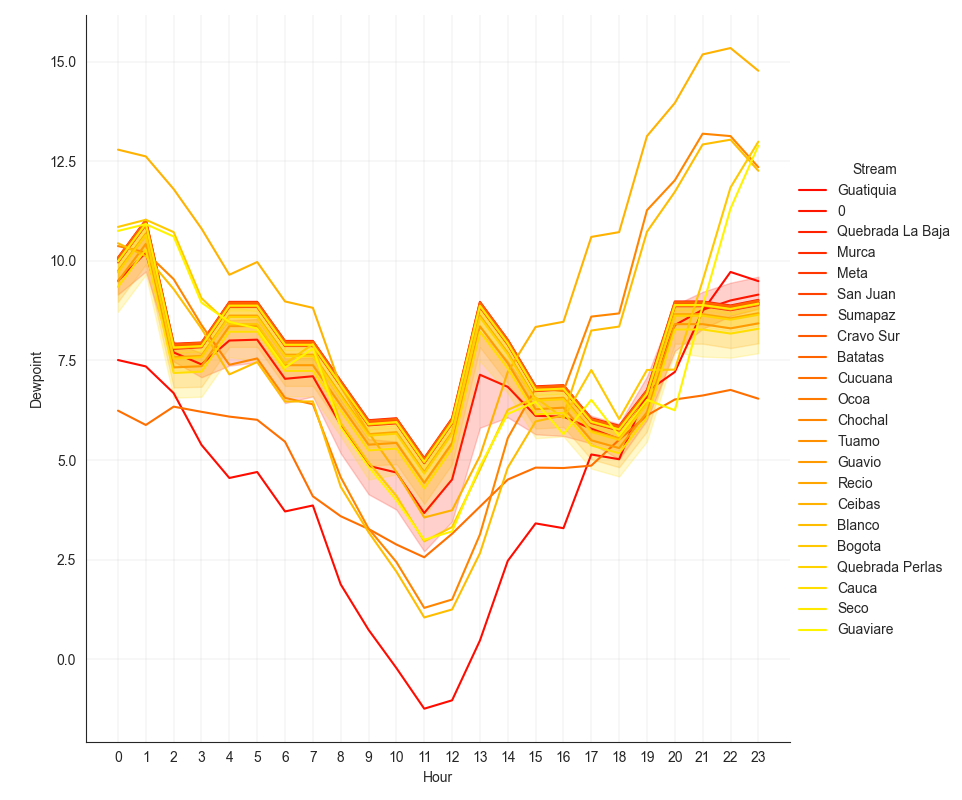 15.0
12.5
10.0
7.5
5.0
2.5
0.0
Dewpoint
0 1 2 3 4 5 6 7 8 9 10 11 12 13 14 15 16 17 18 19 20 21 22 23
Hour
Stream
Guatiquia
0
Quebrada La Baja
Murca
Meta
San Juan
Sumapaz
Cravo Sur
Batatas
Cucuana
Ocoa
Chochal
Tuamo
Guavio
Recio
Ceibas
Blanco
Bogota
Quebrada Perlas
Cauca
Seco
Guaviare